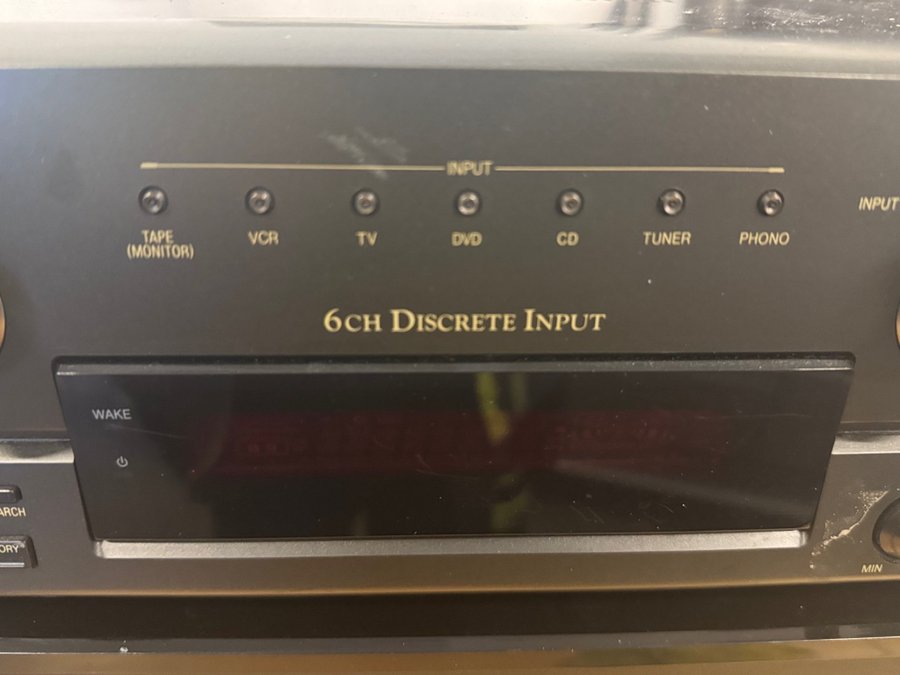 INPUT
INPUT
TAPE
(MONITOR)
VCR
TV
DVD
CD
TUNER
PHONO
6CH DISCRETE INPUT
WAKE
ARCH
ORY
MIN